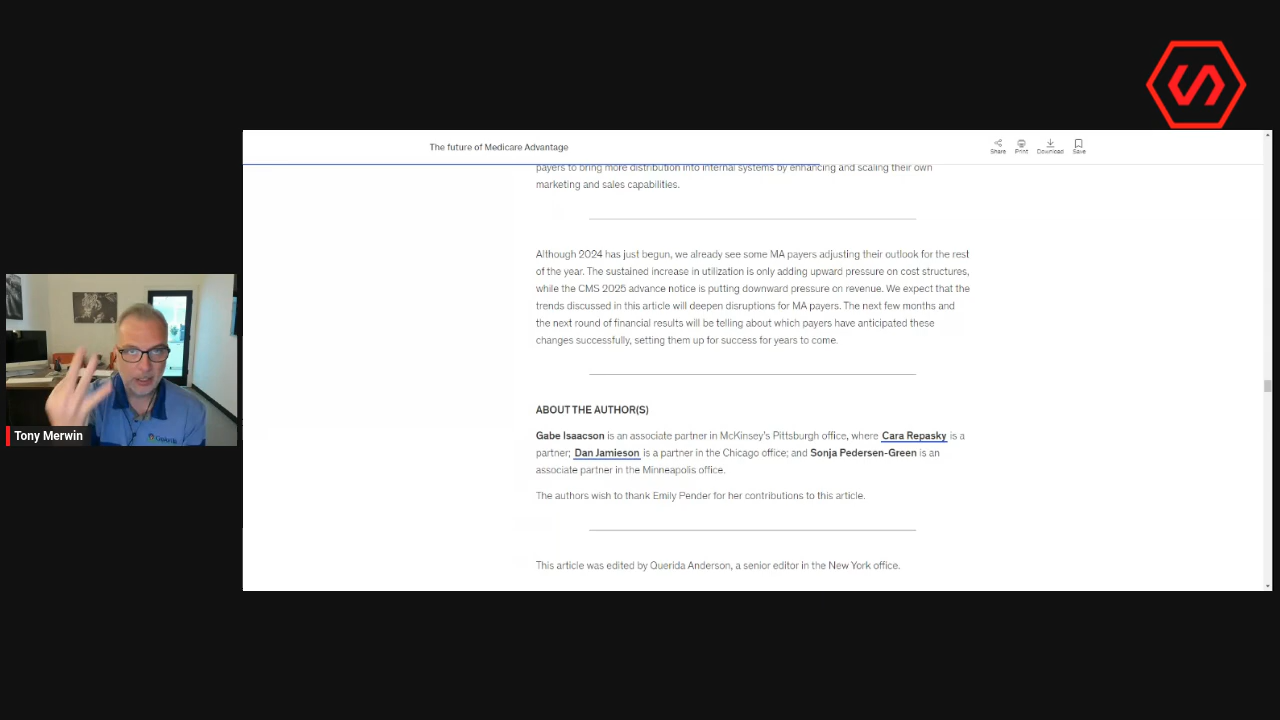 The future of Medicare Advantage
Share Print Download Save
payers to bring more distribution into internal systems by enhancing and scaling their own
marketing and sales capabilities.
Although 2024 has just begun, we already see some MA payers adjusting their outlook for the rest
of the year. The sustained increase in utilization is only adding upward pressure on cost structures,
while the CMS 2025 advance notice is putting downward pressure on revenue. We expect that the
trends discussed in this article will deepen disruptions for MA payers. The next few months and
the next round of financial results will be telling about which payers have anticipated these
changes successfully, setting them up for success for years to come.
Tony Merwin
ABOUT THE AUTHOR(S)
Gabe Isaacson is an associate partner in McKinsey's Pittsburgh office, where Cara Repasky is a
partner; Dan Jamieson is a partner in the Chicago office; and Sonja Pedersen-Green is an
associate partner in the Minneapolis office.
The authors wish to thank Emily Pender for her contributions to this article.
This article was edited by Querida Anderson, a senior editor in the New York office.